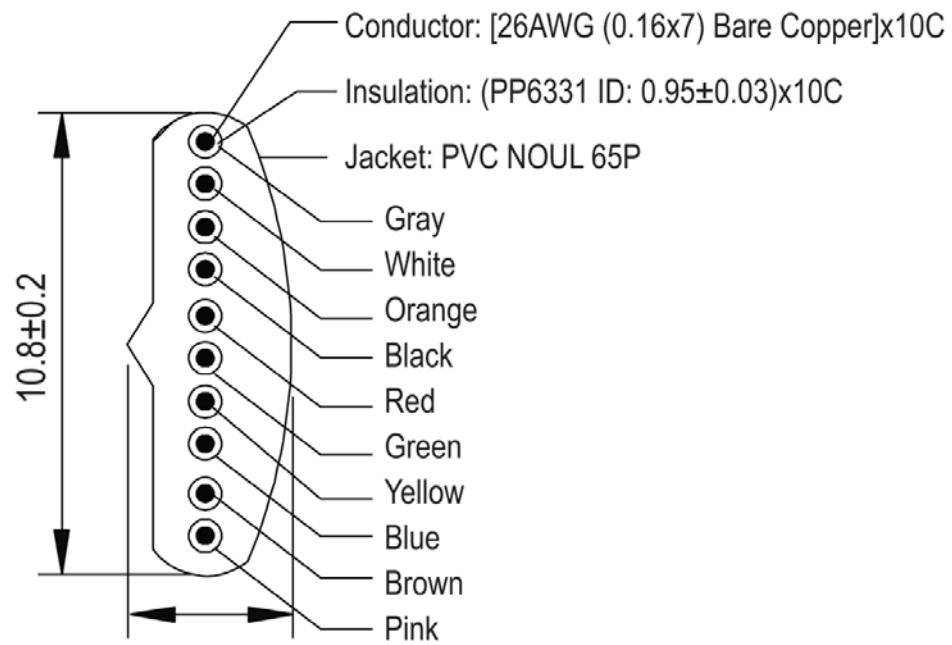 Conductor: [26AWG (0.16x7) Bare Copper]x10C
Insulation: (PP6331 ID: 0.95±0.03)x10C
Jacket: PVC NOUL 65P
Gray
White
Orange
Black
Red
Green
Yellow
Blue
Brown
Pink
10.8±0.2